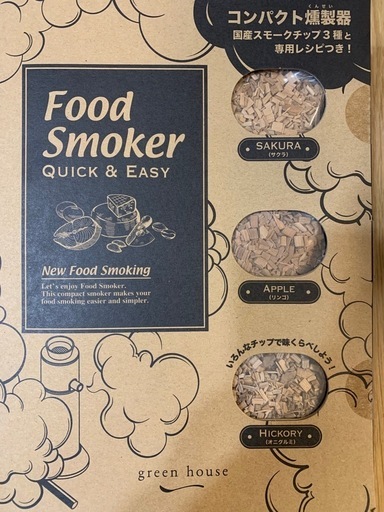 コンパクト燻製器
くんせい
国産スモークチップ3種と
専用レシピつき！
Food
Smoker
QUICK & EASY
New Food Smoking
Let's enjoy Food Smoker.
This compact smoker makes your
food smoking easier and simpler.
SAKURA
(サクラ)
APPLE
(リンゴ)
いろんなチップで味くらべしよう！
HICKORY
(オニグルミ)
green house